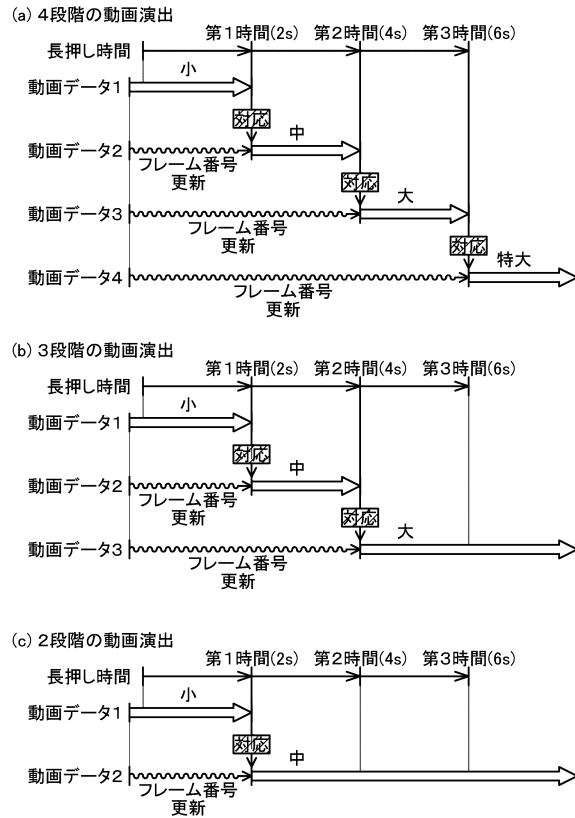 (a) 4段階の動画演出
第1時間(2s) 第2時間(4s) 第3時間(6s)
長押し時間
小
動画データ1
対応
中
動画データ2
フレーム番号
更新
対応
大
動画データ3
フレーム番号
更新
対応
特大
動画データ4
フレーム番号
更新
(b) 3段階の動画演出
第1時間(2s) 第2時間(4s) 第3時間(6s)
長押し時間
小
動画データ1
対応
中
動画データ2
フレーム番号
更新
対応
大
動画データ3
フレーム番号
更新
(c) 2段階の動画演出
第1時間(2s) 第2時間(4s) 第3時間(6s)
長押し時間
小
動画データ1
対応
中
動画データ2
フレーム番号
更新